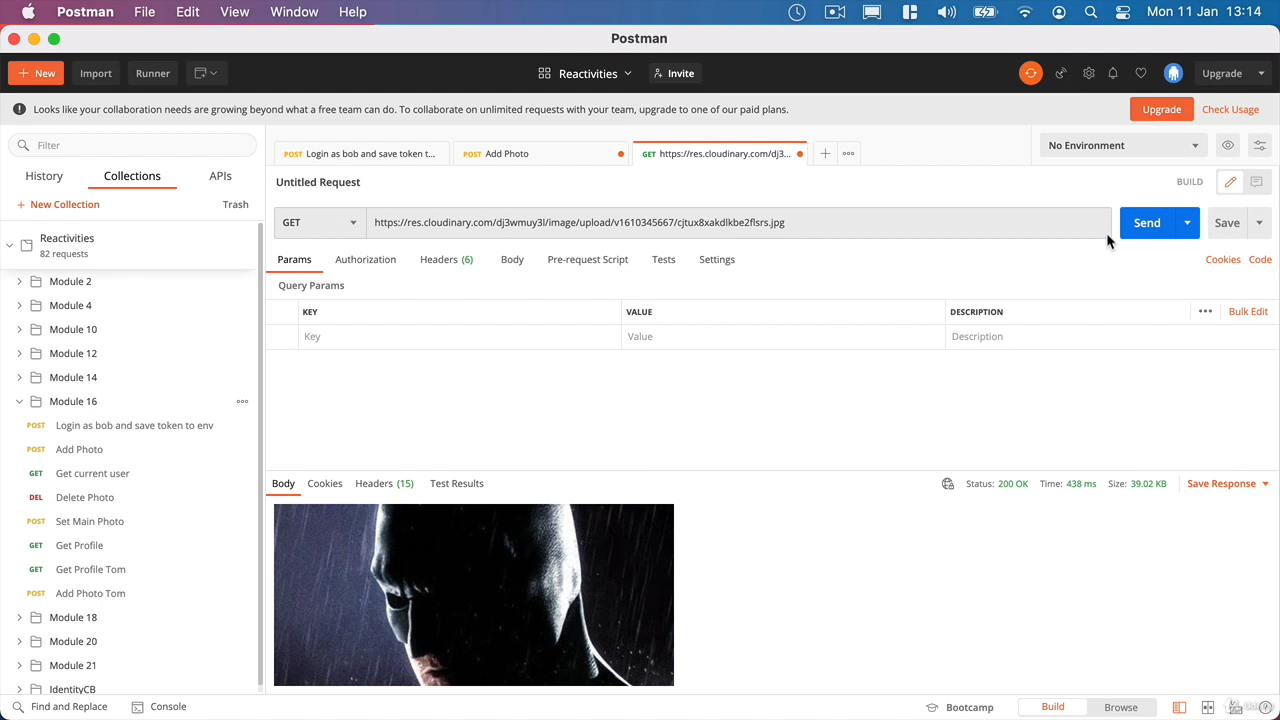 Postman File Edit View Window Help Mon 11 Jan 13:14
Postman
+ New Import Runner Reactivities Invite Upgrade
Looks like your collaboration needs are growing beyond what a free team can do. To collaborate on unlimited requests with your team, upgrade to one of our paid plans. Upgrade Check Usage
Filter
POST Login as bob and save token t... POST Add Photo GET https://res.cloudinary.com/dj3... No Environment
History Collections APIs
Untitled Request BUILD
+ New Collection Trash
GET https://res.cloudinary.com/dj3wmuy3l/image/upload/v1610345667/cjtux8xakdlkbe2flsrs.jpg Send Save
Reactivities
82 requests
Params Authorization Headers (6) Body Pre-request Script Tests Settings Cookies Code
Query Params
KEY VALUE DESCRIPTION Bulk Edit
Key Value Description
Module 2
Module 4
Module 10
Module 12
Module 14
Module 16
POST Login as bob and save token to env
POST Add Photo
GET Get current user
DEL Delete Photo
POST Set Main Photo
GET Get Profile
GET Get Profile Tom
POST Add Photo Tom
Module 18
Module 20
Module 21
IdentityCB
Body Cookies Headers (15) Test Results Status: 200 OK Time: 438 ms Size: 39.02 KB Save Response
Find and Replace Console Bootcamp Build Browse